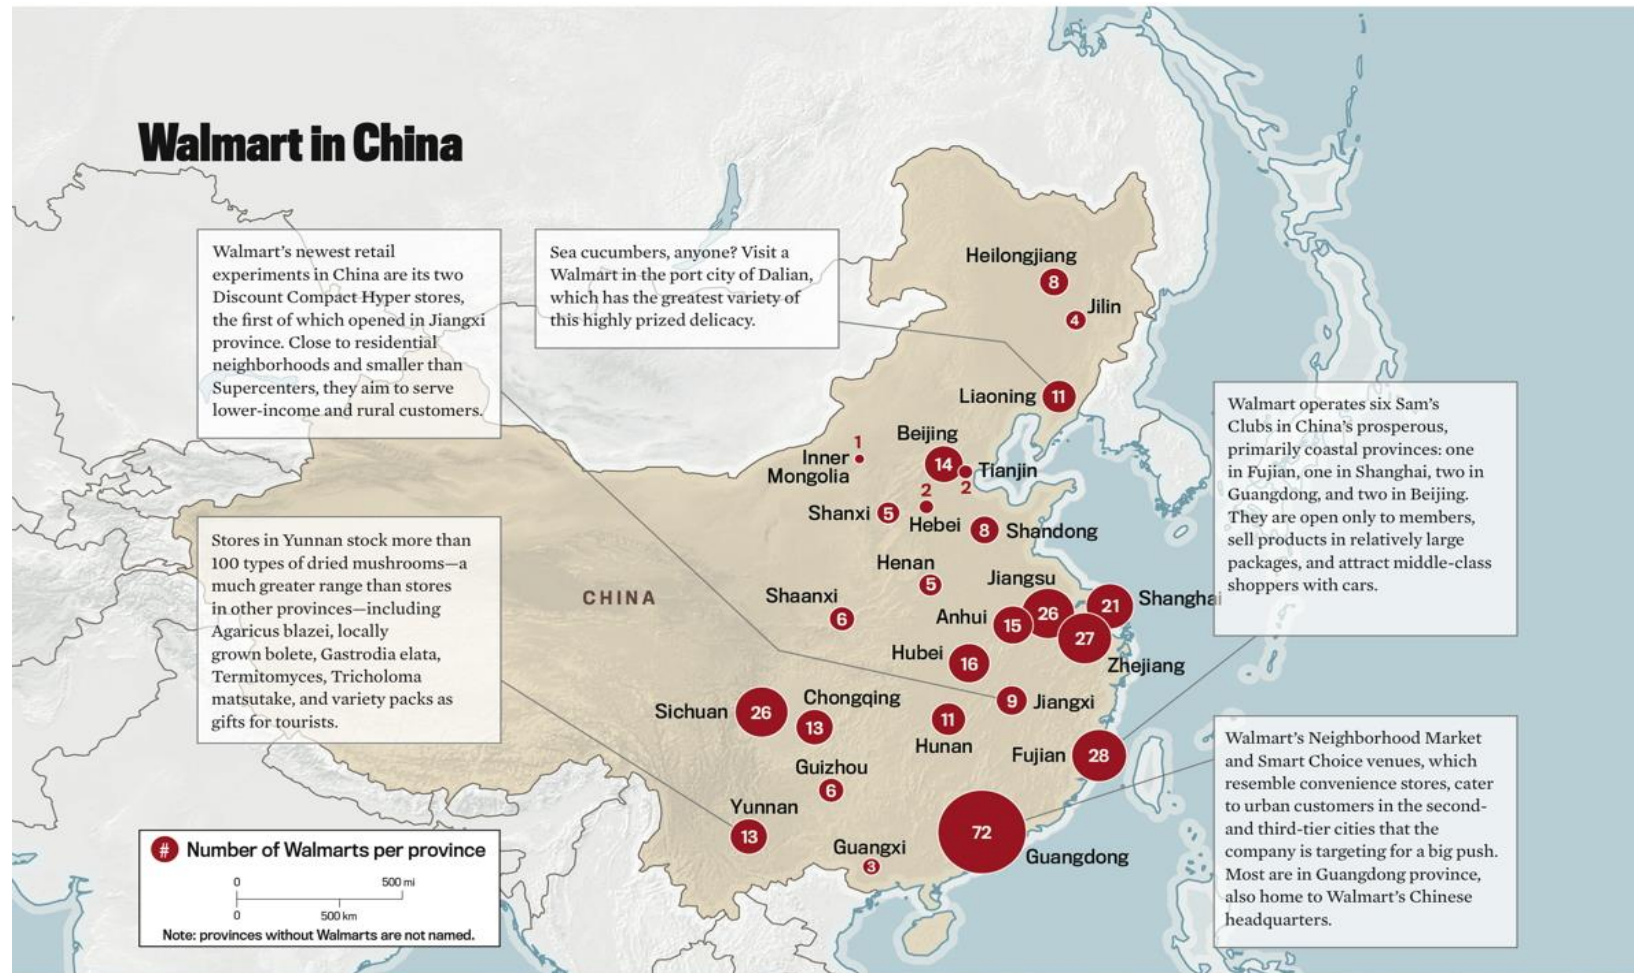 Walmart in China
Walmart's newest retail
experiments in China are its two
Discount Compact Hyper stores,
the first of which opened in Jiangxi
province. Close to residential
neighborhoods and smaller than
Supercenters, they aim to serve
lower-income and rural customers.
Sea cucumbers, anyone? Visit a
Walmart in the port city of Dalian,
which has the greatest variety of
this highly prized delicacy.
Stores in Yunnan stock more than
100 types of dried mushrooms—a
much greater range than stores
in other provinces—including
Agaricus blazei, locally
grown bolete, Gastrodia elata,
Termitomyces, Tricholoma
matsutake, and variety packs as
gifts for tourists.
Walmart operates six Sam's
Clubs in China's prosperous,
primarily coastal provinces: one
in Fujian, one in Shanghai, two in
Guangdong, and two in Beijing.
They are open only to members,
sell products in relatively large
packages, and attract middle-class
shoppers with cars.
Walmart's Neighborhood Market
and Smart Choice venues, which
resemble convenience stores, cater
to urban customers in the second-
and third-tier cities that the
company is targeting for a big push.
Most are in Guangdong province,
also home to Walmart's Chinese
headquarters.
Heilongjiang
8
Jilin
4
Liaoning 11
Beijing
14
1
Inner
Mongolia
Tianjin
2
2
Hebei
Shanxi 5
8 Shandong
Henan
5
Jiangsu
26
21 Shanghai
Shaanxi
6
Anhui 15
27
Zhejiang
Hubei 16
CHINA
9 Jiangxi
Sichuan 26
Chongqing
13
11
Hunan
Fujian 28
Guizhou
6
Yunnan
13
72
Guangdong
Guangxi
3
# Number of Walmarts per province
0 500 mi
0 500 km
Note: provinces without Walmarts are not named.